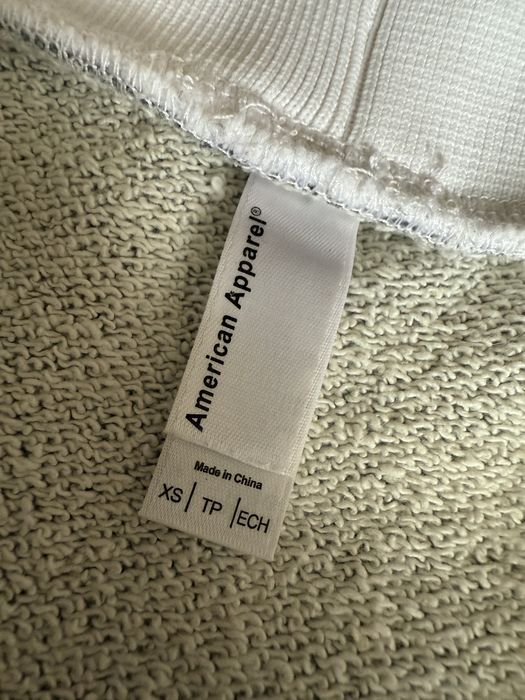 American Apparel®
Made in China
XS | TP | ECH